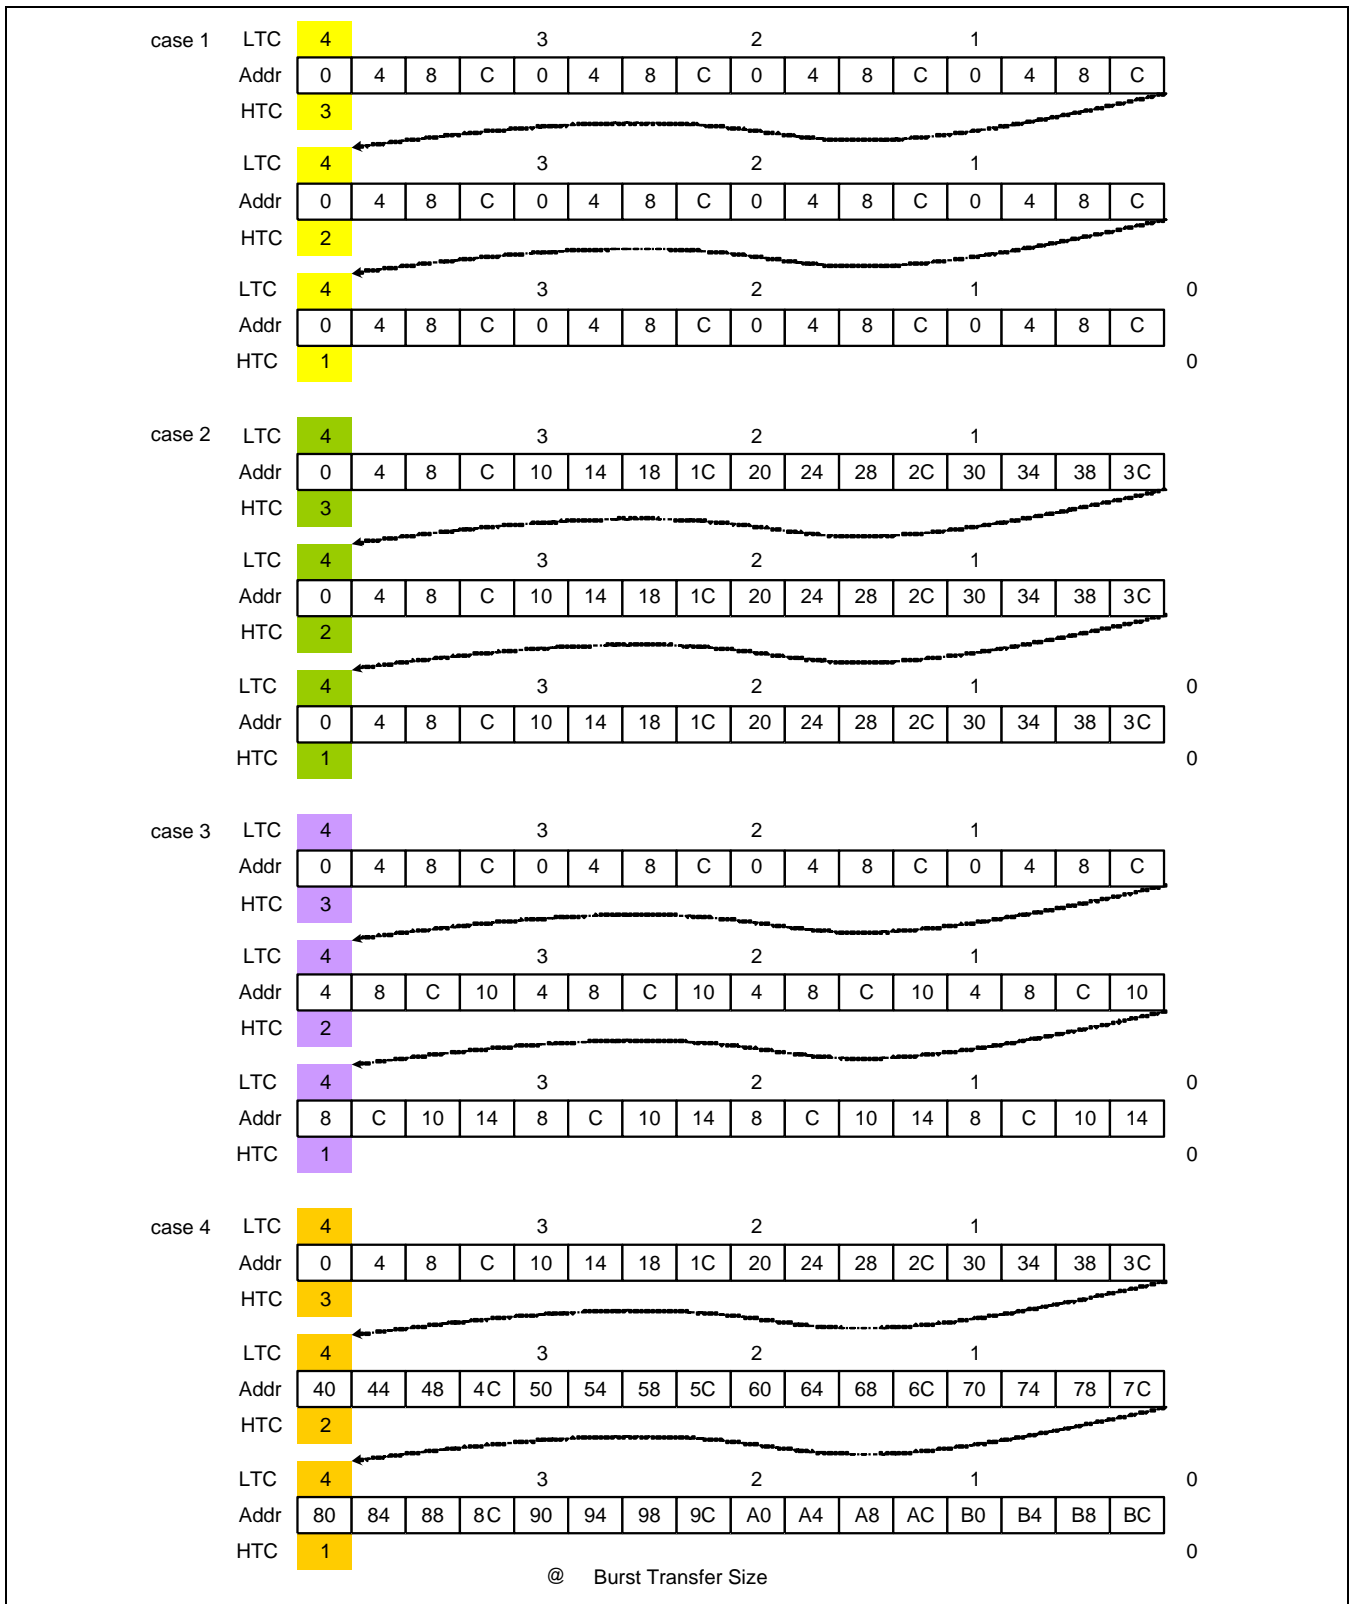 case 1 LTC 4 3 2 1
Addr 0 4 8 C 0 4 8 C 0 4 8 C 0 4 8 C
HTC 3
LTC 4 3 2 1
Addr 0 4 8 C 0 4 8 C 0 4 8 C 0 4 8 C
HTC 2
LTC 4 3 2 1 0
Addr 0 4 8 C 0 4 8 C 0 4 8 C 0 4 8 C
HTC 1 0
case 2 LTC 4 3 2 1
Addr 0 4 8 C 10 14 18 1C 20 24 28 2C 30 34 38 3C
HTC 3
LTC 4 3 2 1
Addr 0 4 8 C 10 14 18 1C 20 24 28 2C 30 34 38 3C
HTC 2
LTC 4 3 2 1 0
Addr 0 4 8 C 10 14 18 1C 20 24 28 2C 30 34 38 3C
HTC 1 0
case 3 LTC 4 3 2 1
Addr 0 4 8 C 0 4 8 C 0 4 8 C 0 4 8 C
HTC 3
LTC 4 3 2 1
Addr 4 8 C 10 4 8 C 10 4 8 C 10 4 8 C 10
HTC 2
LTC 4 3 2 1 0
Addr 8 C 10 14 8 C 10 14 8 C 10 14 8 C 10 14
HTC 1 0
case 4 LTC 4 3 2 1
Addr 0 4 8 C 10 14 18 1C 20 24 28 2C 30 34 38 3C
HTC 3
LTC 4 3 2 1
Addr 40 44 48 4C 50 54 58 5C 60 64 68 6C 70 74 78 7C
HTC 2
LTC 4 3 2 1 0
Addr 80 84 88 8C 90 94 98 9C A0 A4 A8 AC B0 B4 B8 BC
HTC 1 0
@ Burst Transfer Size